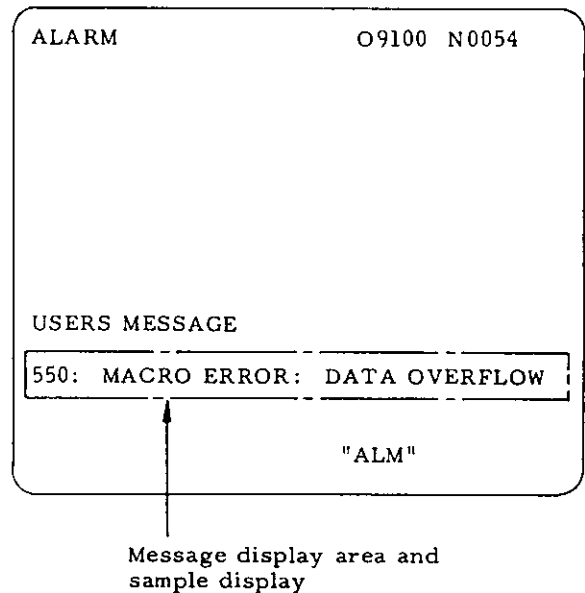 ALARM O9100 N0054
USERS MESSAGE
550: MACRO ERROR: DATA OVERFLOW
"ALM"
Message display area and
sample display